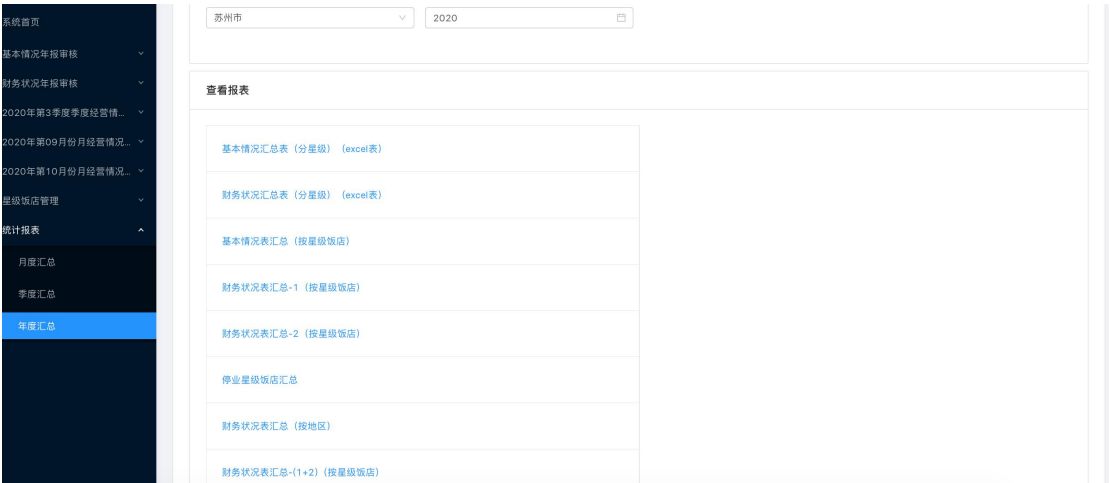 系统首页
基本情况年报审核
财务状况年报审核
2020年第3季度季度经营情...
2020年第09月份月经营情况...
2020年第10月份月经营情况...
星级饭店管理
统计报表
月度汇总
季度汇总
年度汇总
苏州市 2020
查看报表
基本情况汇总表（分星级）（excel表）
财务状况汇总表（分星级）（excel表）
基本情况表汇总（按星级饭店）
财务状况表汇总-1（按星级饭店）
财务状况表汇总-2（按星级饭店）
停业星级饭店汇总
财务状况表汇总（按地区）
财务状况表汇总-(1+2)（按星级饭店）